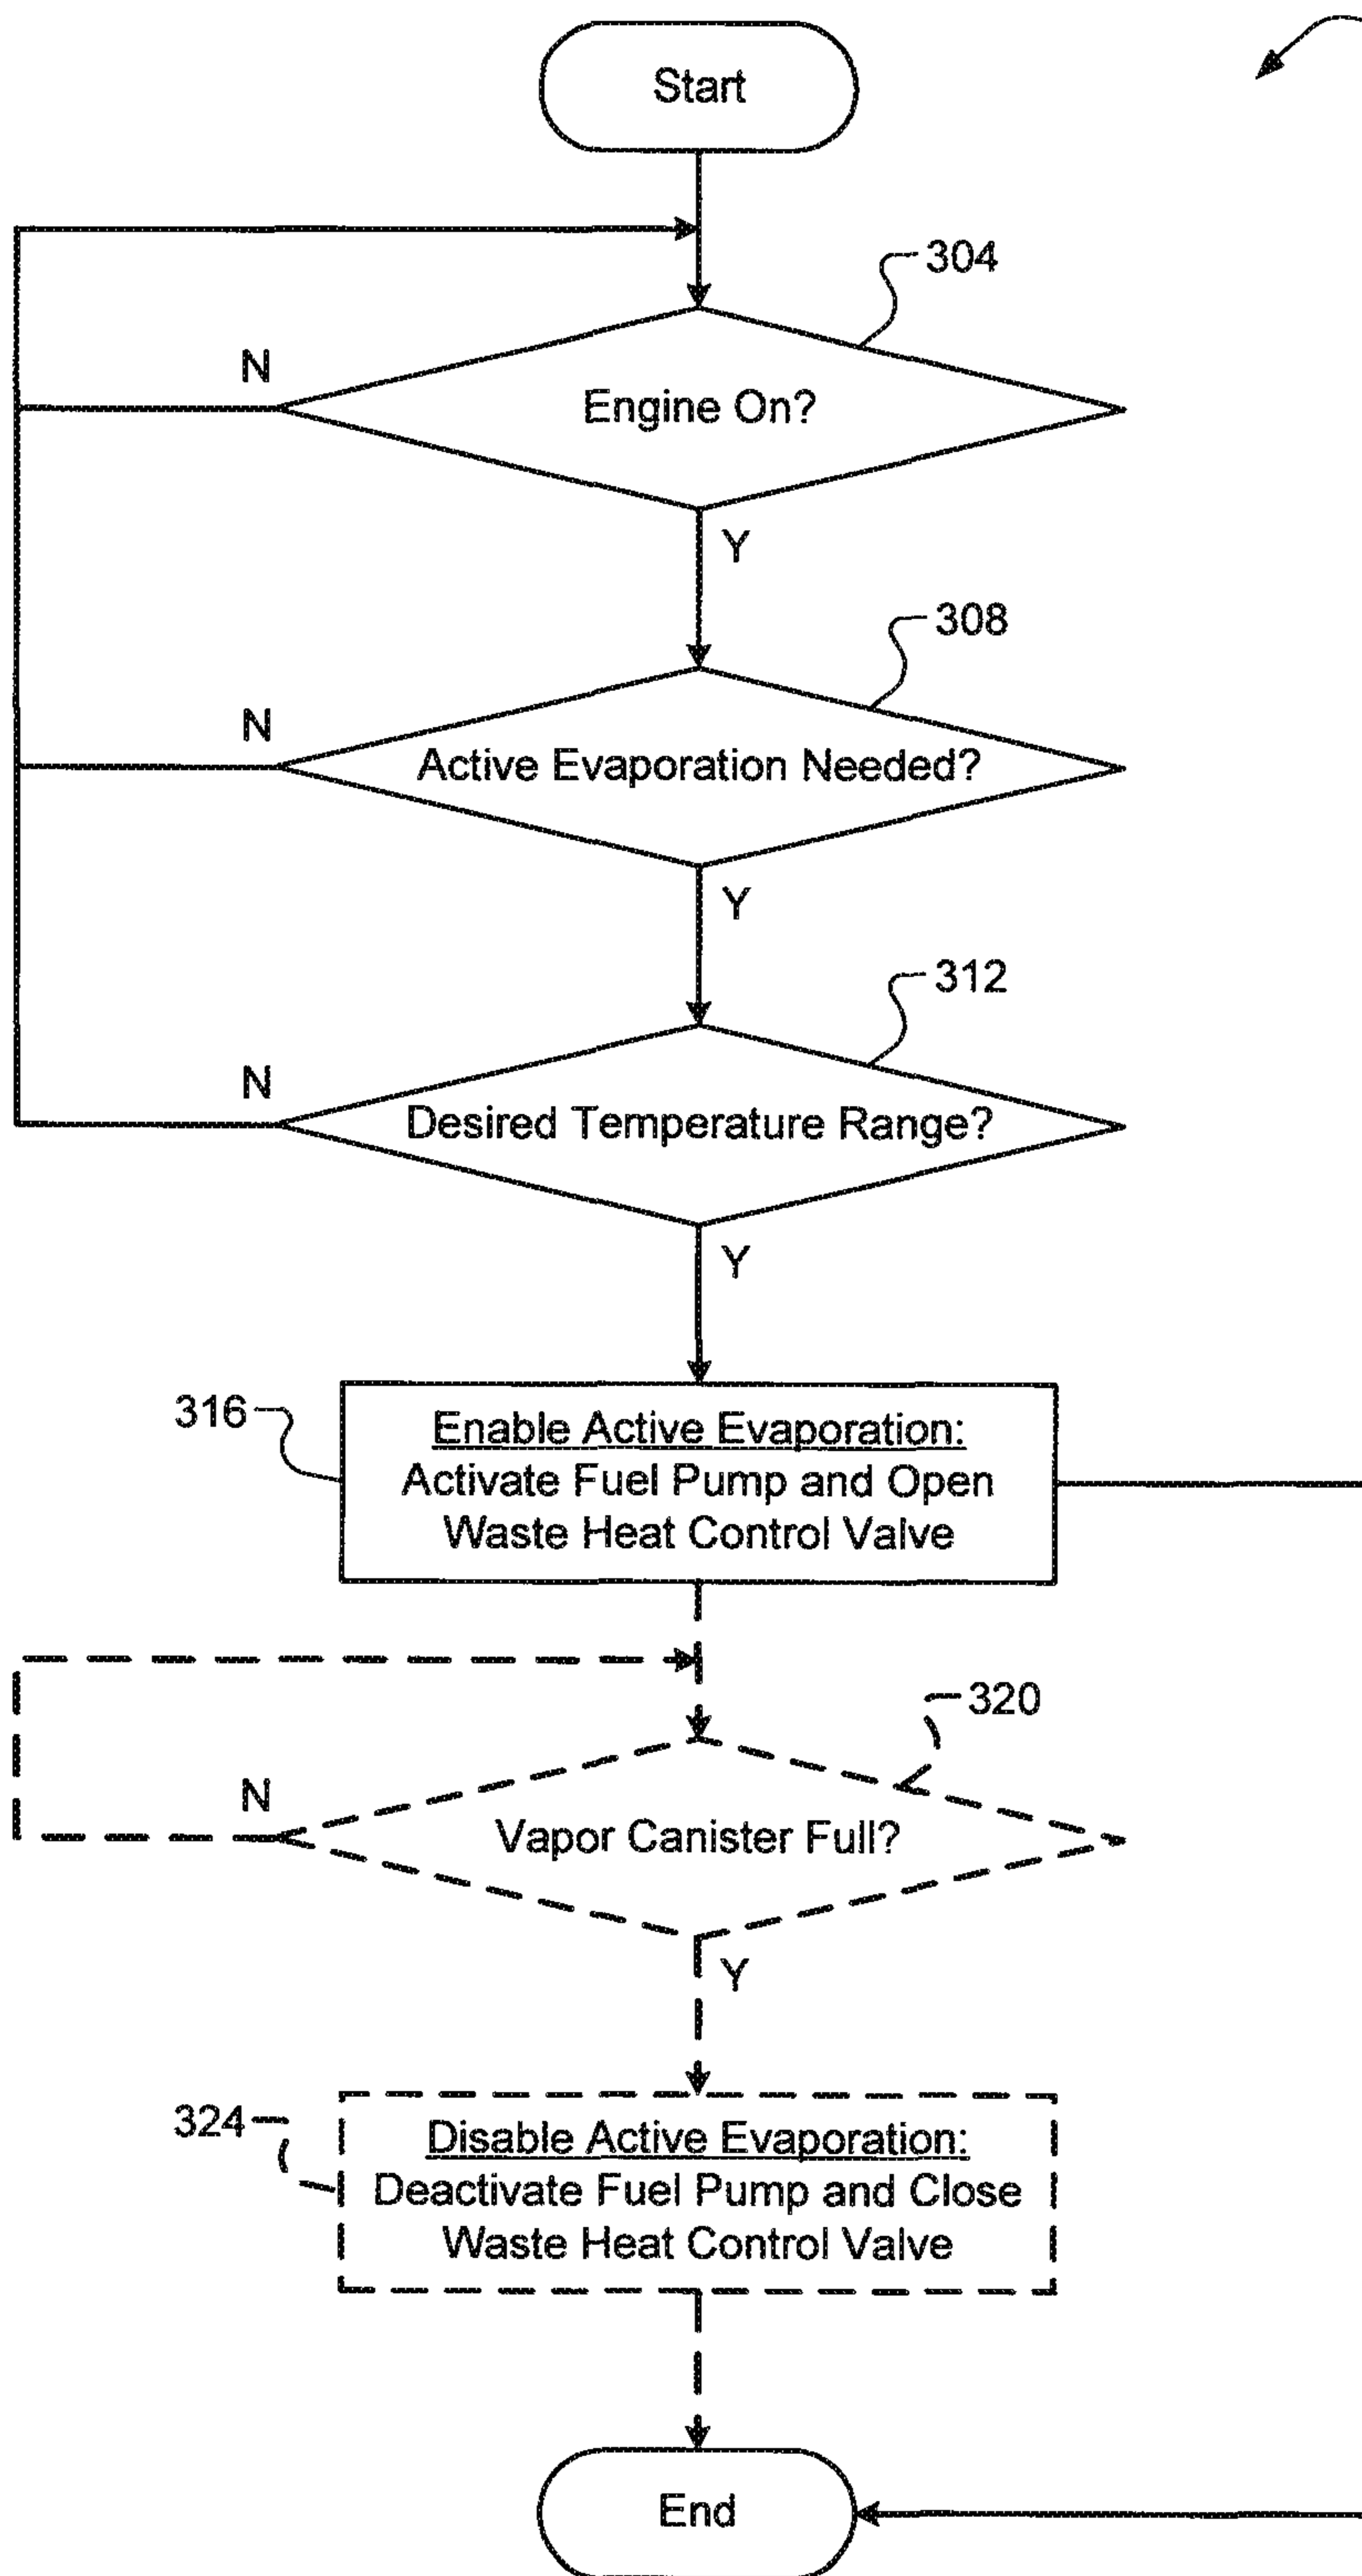 Start
304
N
Engine On?
Y
308
N
Active Evaporation Needed?
Y
312
N
Desired Temperature Range?
Y
316
Enable Active Evaporation:
Activate Fuel Pump and Open
Waste Heat Control Valve
320
N
Vapor Canister Full?
Y
324
Disable Active Evaporation:
Deactivate Fuel Pump and Close
Waste Heat Control Valve
End